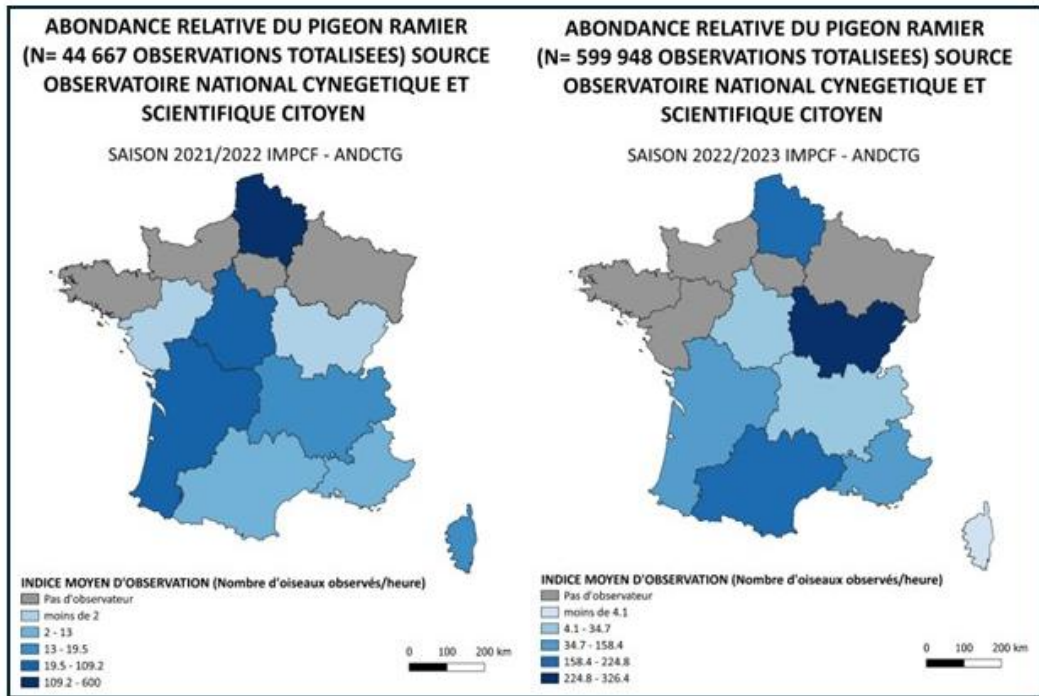 ABONDANCE RELATIVE DU PIGEON RAMIER
(N= 44 667 OBSERVATIONS TOTALISEES) SOURCE
OBSERVATOIRE NATIONAL CYNEGETIQUE ET
SCIENTIFIQUE CITOYEN
SAISON 2021/2022 IMPCF - ANDCTG
INDICE MOYEN D'OBSERVATION (Nombre d'oiseaux observés/heure)
Pas d'observateur
moins de 2
2 - 13
13 - 19.5
19.5 - 109.2
109.2 - 600
0 100 200 km
ABONDANCE RELATIVE DU PIGEON RAMIER
(N= 599 948 OBSERVATIONS TOTALISEES) SOURCE
OBSERVATOIRE NATIONAL CYNEGETIQUE ET
SCIENTIFIQUE CITOYEN
SAISON 2022/2023 IMPCF - ANDCTG
INDICE MOYEN D'OBSERVATION (Nombre d'oiseaux observés/heure)
Pas d'observateur
moins de 4.1
4.1 - 34.7
34.7 - 158.4
158.4 - 224.8
224.8 - 326.4
0 100 200 km